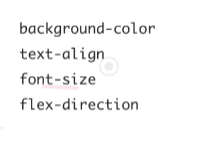 background-color
text-align
font-size
flex-direction